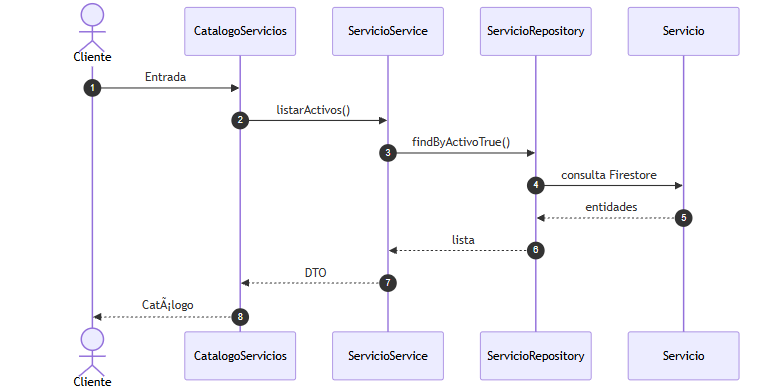 Cliente
CatalogoServicios
ServicioService
ServicioRepository
Servicio
1
Entrada
2
listarActivos()
3
findByActivoTrue()
4
consulta Firestore
entidades
5
lista
6
DTO
7
CatÃ¡logo
8
Cliente
CatalogoServicios
ServicioService
ServicioRepository
Servicio